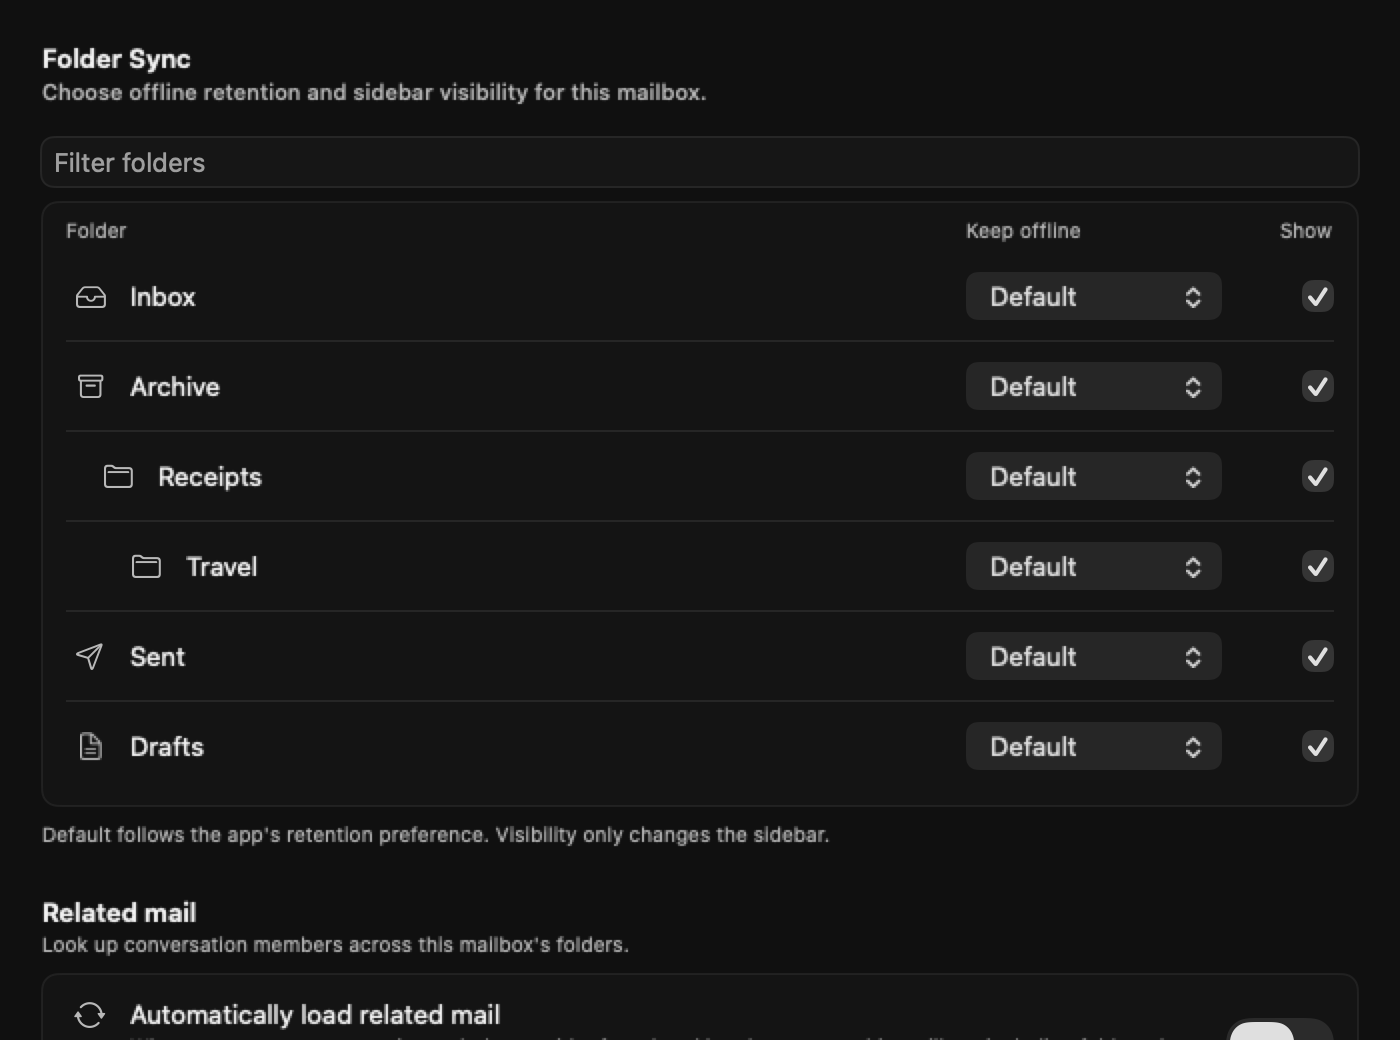 Folder Sync
Choose offline retention and sidebar visibility for this mailbox.
Filter folders
Folder Keep offline Show
Inbox Default
Archive Default
Receipts Default
Travel Default
Sent Default
Drafts Default
Default follows the app's retention preference. Visibility only changes the sidebar.
Related mail
Look up conversation members across this mailbox's folders.
Automatically load related mail